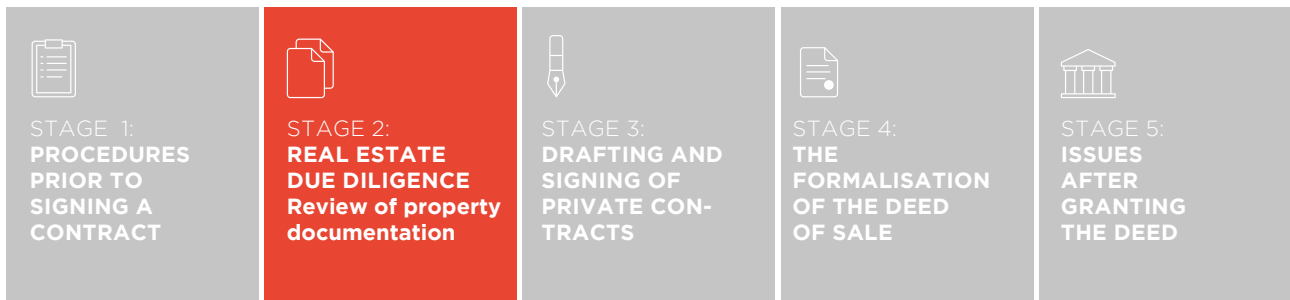 STAGE 1:
PROCEDURES
PRIOR TO
SIGNING A
CONTRACT
STAGE 2:
REAL ESTATE
DUE DILIGENCE
Review of property
documentation
STAGE 3:
DRAFTING AND
SIGNING OF
PRIVATE CON-
TRACTS
STAGE 4:
THE
FORMALISATION
OF THE DEED
OF SALE
STAGE 5:
ISSUES
AFTER
GRANTING
THE DEED